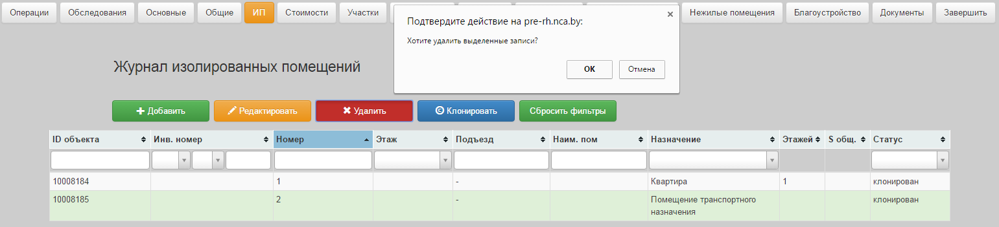 Операции Обследования Основные Общие ИП Стоимости Участки Нежилые помещения Благоустройство Документы Завершить
Подтвердите действие на pre-rh.nca.by:
Хотите удалить выделенные записи?
OK Отмена
Журнал изолированных помещений
Добавить Редактировать Удалить Клонировать Сбросить фильтры
ID объекта Инв. номер Номер Этаж Подъезд Наим. пом Назначение Этажей S общ. Статус
10008184 1 - Квартира 1 клонирован
10008185 2 - Помещение транспортного клонирован
назначения